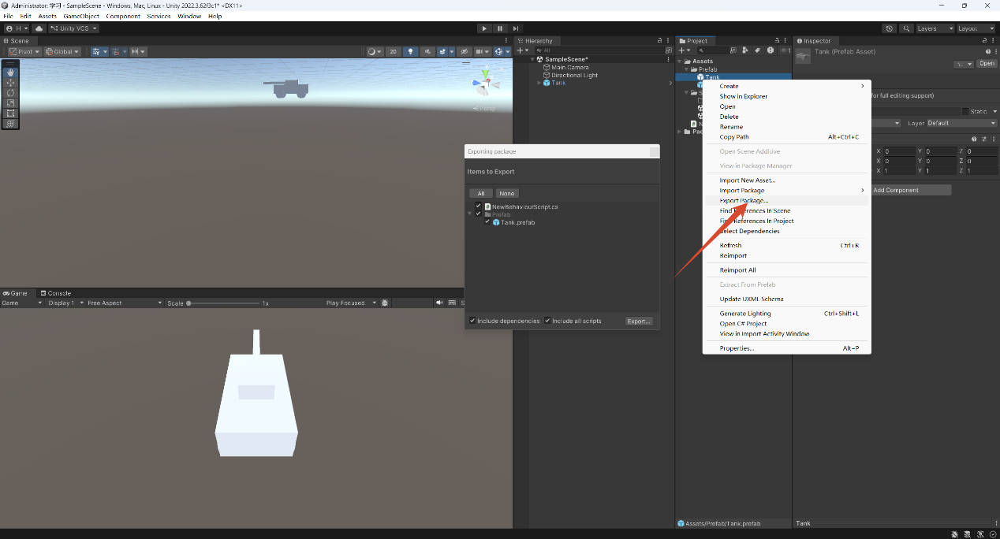 Administrator: 学习 - SampleScene - Windows, Mac, Linux - Unity 2022.3.62f3c1* <DX11>
File Edit Assets GameObject Component Services Window Help
H Unity VCS Layers Layout
Scene
Pivot Global 2D
Persp
Hierarchy
All
SampleScene*
Main Camera
Directional Light
Tank
Project
Assets
Prefab
Tank
Inspector
Tank (Prefab Asset)
Open
for full editing support)
Static
Layer Default
X 0 Y 0 Z 0
X 0 Y 0 Z 0
X 1 Y 1 Z 1
Add Component
Create
Show in Explorer
Open
Delete
Rename
Copy Path Alt+Ctrl+C
Open Scene Additive
View in Package Manager
Import New Asset...
Import Package
Export Package...
Find References In Scene
Find References In Project
Select Dependencies
Refresh Ctrl+R
Reimport
Reimport All
Extract From Prefab
Update UXML Schema
Generate Lighting Ctrl+Shift+L
Open C# Project
View in Import Activity Window
Properties... Alt+P
Exporting package
Items to Export
All None
NewBehaviourScript.cs
Prefab
Tank.prefab
Include dependencies Include all scripts Export...
Game Console
Game Display 1 Free Aspect Scale 1x Play Focused
Assets/Prefab/Tank.prefab
Tank